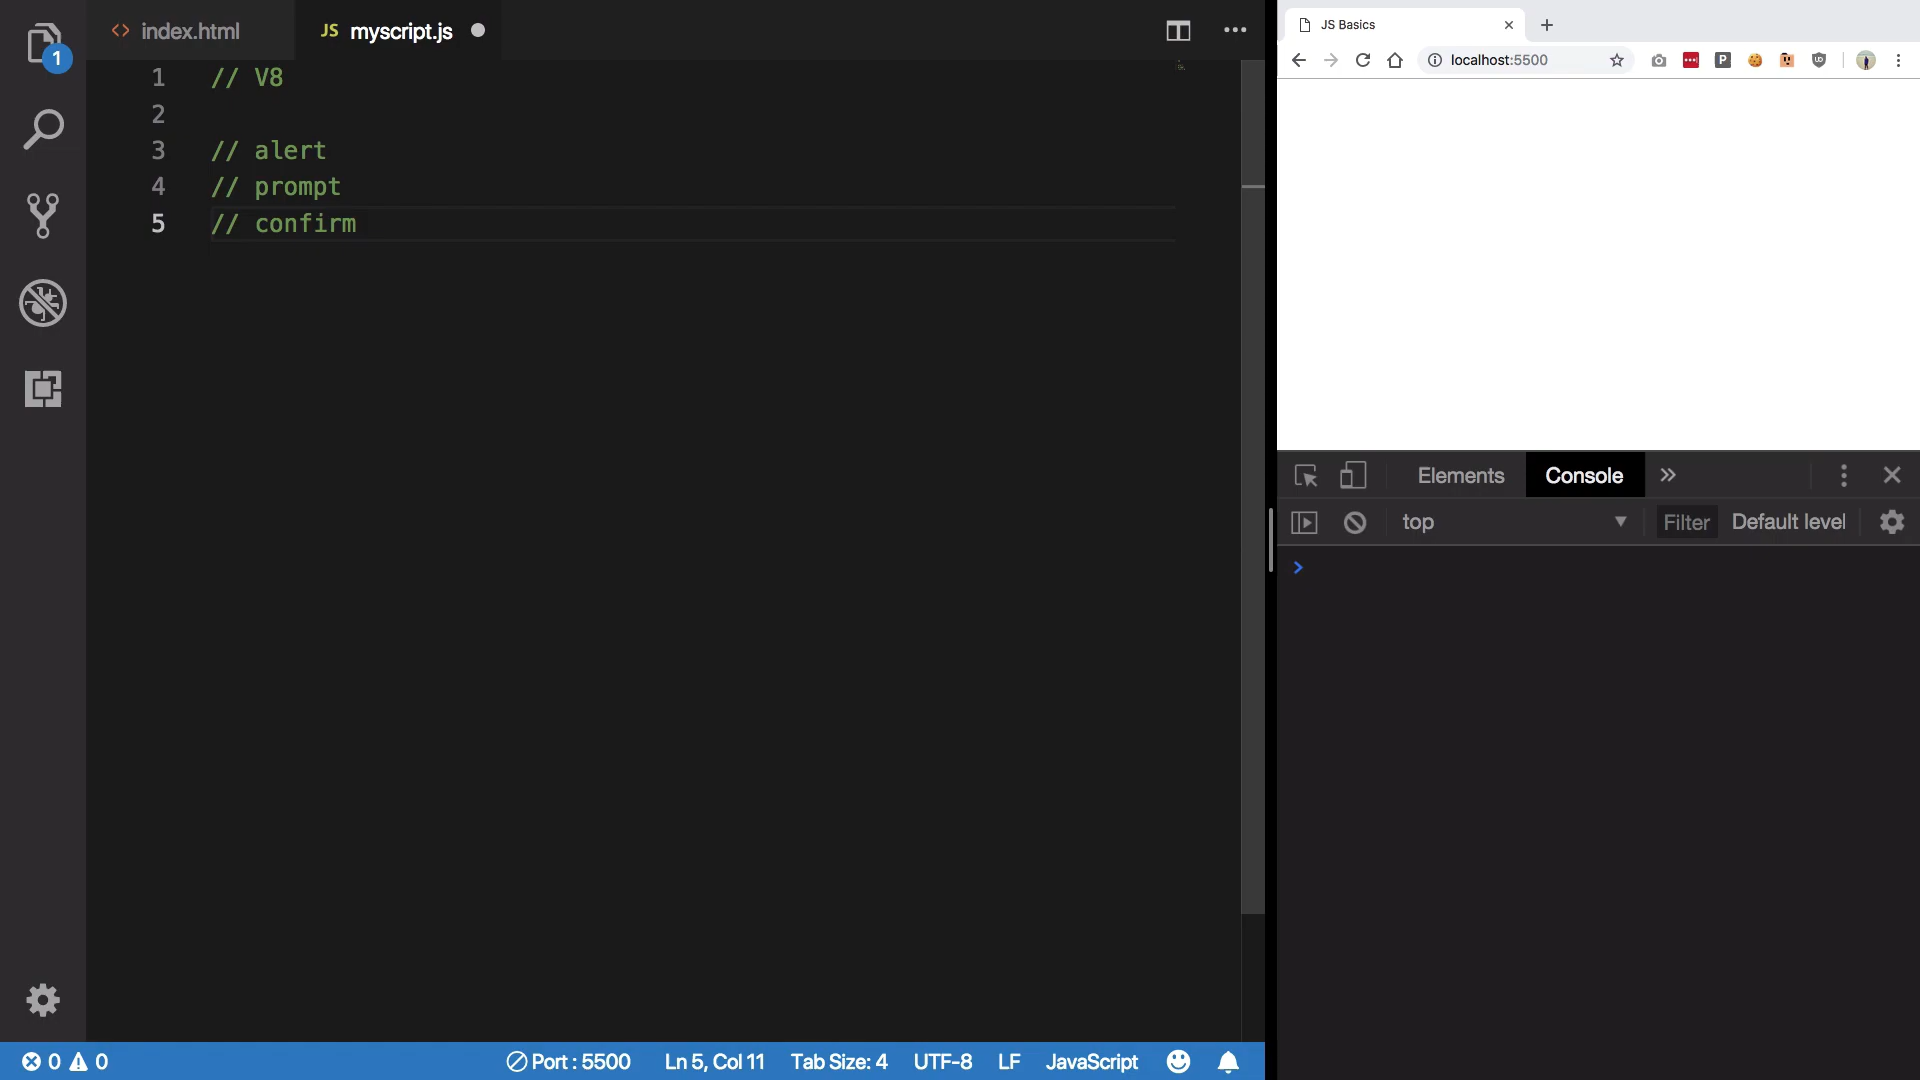 index.html
JS myscript.js
1
1 // V8
2
3 // alert
4 // prompt
5 // confirm
0 0
Port : 5500
Ln 5, Col 11
Tab Size: 4
UTF-8
LF
JavaScript
JS Basics
localhost:5500
P
Elements
Console
top
Filter
Default level